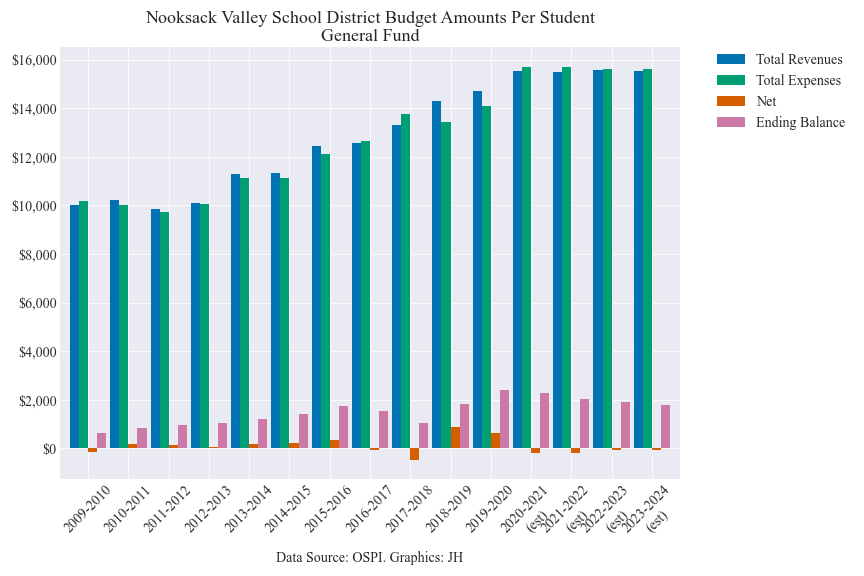 Nooksack Valley School District Budget Amounts Per Student
General Fund
$16,000
$14,000
$12,000
$10,000
$8,000
$6,000
$4,000
$2,000
$0
Total Revenues
Total Expenses
Net
Ending Balance
2009-2010
2010-2011
2011-2012
2012-2013
2013-2014
2014-2015
2015-2016
2016-2017
2017-2018
2018-2019
2019-2020
2020-2021
(est)
2021-2022
(est)
2022-2023
(est)
2023-2024
(est)
Data Source: OSPI. Graphics: JH